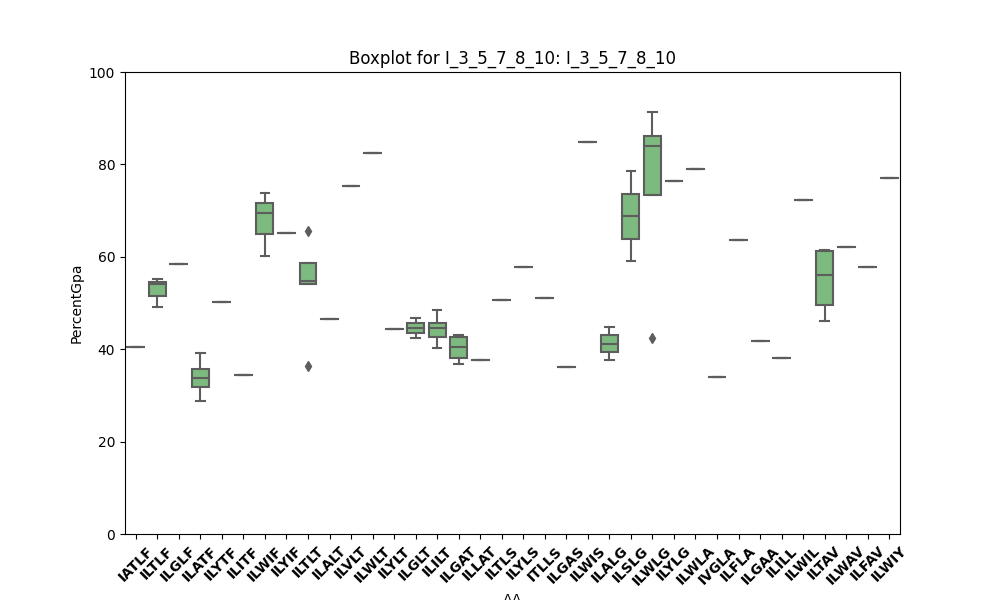 Boxplot for I_3_5_7_8_10: I_3_5_7_8_10
100
80
60
40
20
0
PercentGpa
IATLF
ILTLF
ILGLF
ILATF
ILYTF
ILITF
ILWIF
ILYIF
ILTLT
ILALT
ILVLT
ILWLT
ILYLT
ILGLT
ILILT
ILGAT
ILLAT
ILTLS
ILYLS
ITLLS
ILGAS
ILWIS
ILALG
ILSLG
ILWLG
ILYLG
ILWLA
IVGLA
ILFLA
ILGAA
ILILL
ILWIL
ILTAV
ILWAV
ILFAV
ILWIY
AA